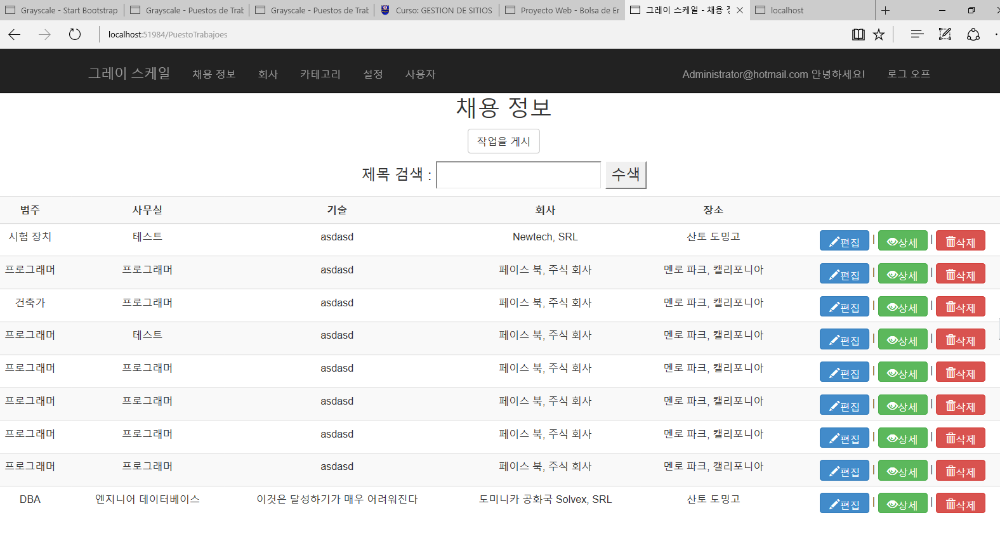 Grayscale - Start Bootstrap
Grayscale - Puestos de Trab
Grayscale - Puestos de Trab
Curso: GESTION DE SITIOS
Proyecto Web - Bolsa de Em
그레이 스케일 - 채용 정
localhost
localhost:51984/PuestoTrabajoes
그레이 스케일 채용 정보 회사 카테고리 설정 사용자 Administrator@hotmail.com 안녕하세요! 로그 오프
채용 정보
작업을 게시
제목 검색 : 수색
범주 사무실 기술 회사 장소
시험 장치 테스트 asdasd Newtech, SRL 산토 도밍고 편집 | 상세 | 삭제
프로그래머 프로그래머 asdasd 페이스 북, 주식 회사 멘로 파크, 캘리포니아 편집 | 상세 | 삭제
건축가 프로그래머 asdasd 페이스 북, 주식 회사 멘로 파크, 캘리포니아 편집 | 상세 | 삭제
프로그래머 테스트 asdasd 페이스 북, 주식 회사 멘로 파크, 캘리포니아 편집 | 상세 | 삭제
프로그래머 프로그래머 asdasd 페이스 북, 주식 회사 멘로 파크, 캘리포니아 편집 | 상세 | 삭제
프로그래머 프로그래머 asdasd 페이스 북, 주식 회사 멘로 파크, 캘리포니아 편집 | 상세 | 삭제
프로그래머 프로그래머 asdasd 페이스 북, 주식 회사 멘로 파크, 캘리포니아 편집 | 상세 | 삭제
프로그래머 프로그래머 asdasd 페이스 북, 주식 회사 멘로 파크, 캘리포니아 편집 | 상세 | 삭제
DBA 엔지니어 데이터베이스 이것은 달성하기가 매우 어려워진다 도미니카 공화국 Solvex, SRL 산토 도밍고 편집 | 상세 | 삭제